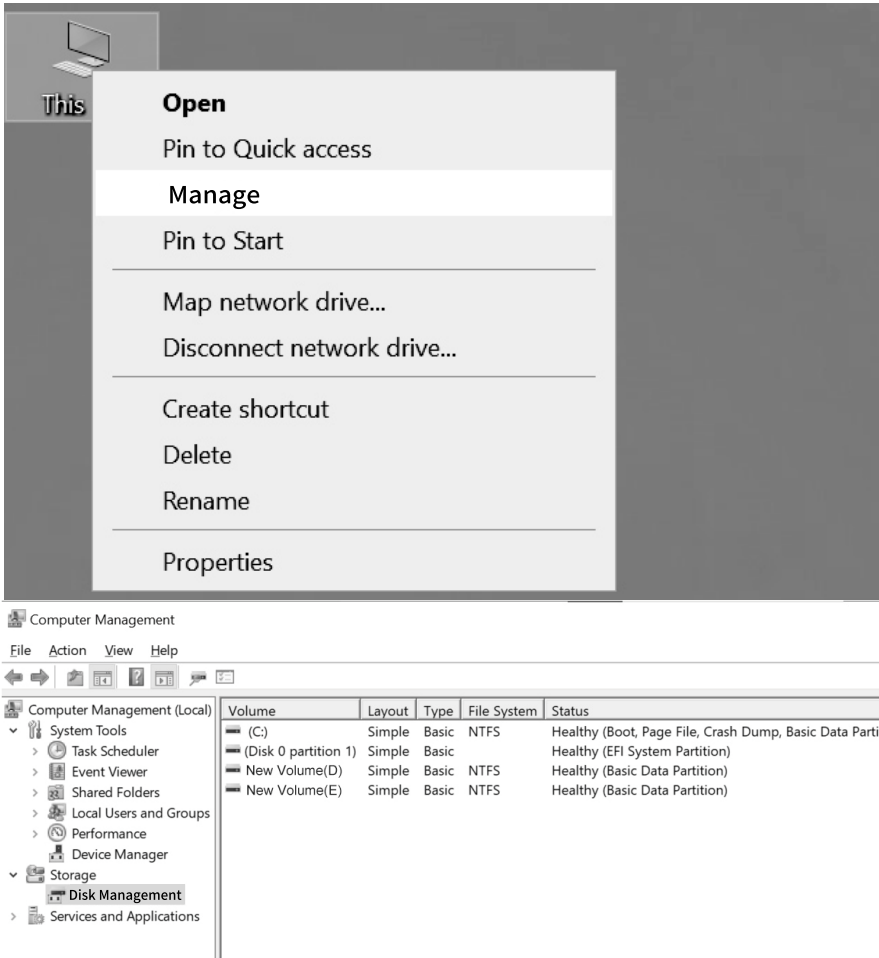 This
Open
Pin to Quick access
Manage
Pin to Start
Map network drive...
Disconnect network drive...
Create shortcut
Delete
Rename
Properties
Computer Management
File Action View Help
Computer Management (Local)
System Tools
Task Scheduler
Event Viewer
Shared Folders
Local Users and Groups
Performance
Device Manager
Storage
Disk Management
Services and Applications
Volume Layout Type File System Status
(C:) Simple Basic NTFS Healthy (Boot, Page File, Crash Dump, Basic Data Parti
(Disk 0 partition 1) Simple Basic Healthy (EFI System Partition)
New Volume(D) Simple Basic NTFS Healthy (Basic Data Partition)
New Volume(E) Simple Basic NTFS Healthy (Basic Data Partition)